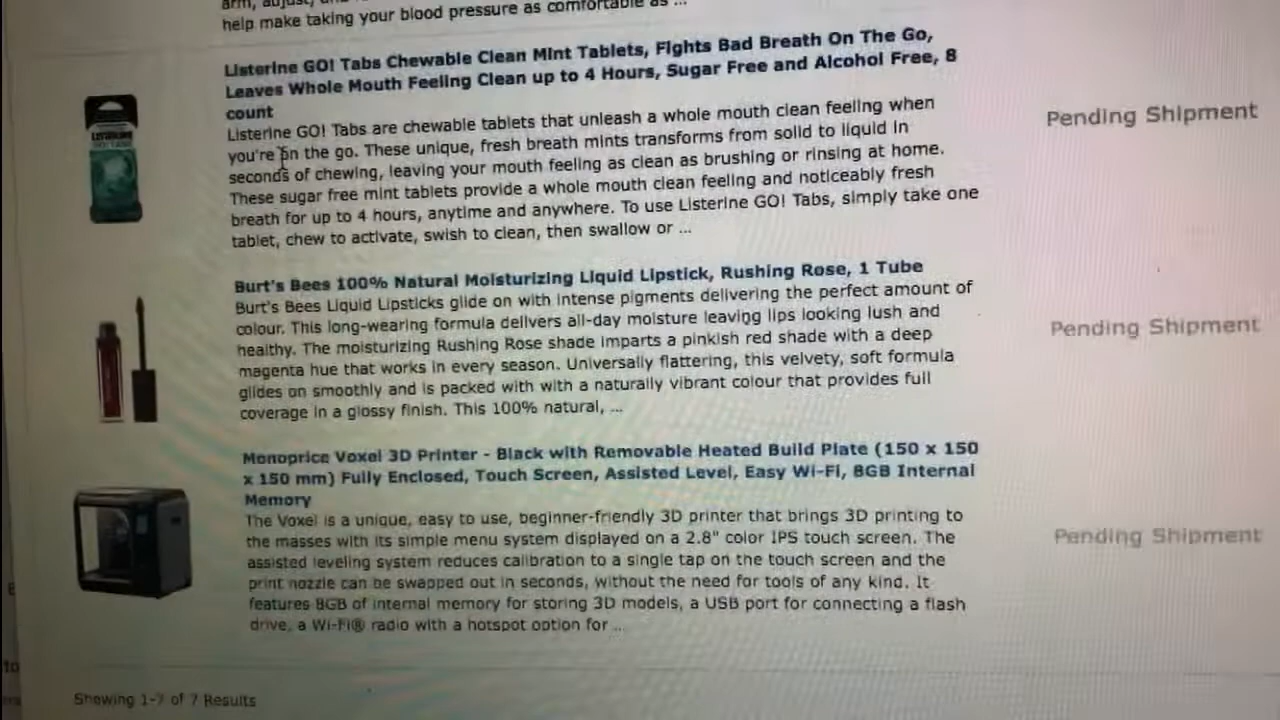 arm, adjust, and
help make taking your blood pressure as comfortable as ...
Listerine GO! Tabs Chewable Clean Mint Tablets, Fights Bad Breath On The Go,
Leaves Whole Mouth Feeling Clean up to 4 Hours, Sugar Free and Alcohol Free, 8
count
Listerine GO! Tabs are chewable tablets that unleash a whole mouth clean feeling when
you're on the go. These unique, fresh breath mints transforms from solid to liquid in
seconds of chewing, leaving your mouth feeling as clean as brushing or rinsing at home.
These sugar free mint tablets provide a whole mouth clean feeling and noticeably fresh
breath for up to 4 hours, anytime and anywhere. To use Listerine GO! Tabs, simply take one
tablet, chew to activate, swish to clean, then swallow or ...
Pending Shipment
LISTERINE
Burt's Bees 100% Natural Moisturizing Liquid Lipstick, Rushing Rose, 1 Tube
Burt's Bees Liquid Lipsticks glide on with intense pigments delivering the perfect amount of
colour. This long-wearing formula delivers all-day moisture leaving lips looking lush and
healthy. The moisturizing Rushing Rose shade imparts a pinkish red shade with a deep
magenta hue that works in every season. Universally flattering, this velvety, soft formula
glides on smoothly and is packed with with a naturally vibrant colour that provides full
coverage in a glossy finish. This 100% natural, ...
Pending Shipment
Monoprice Voxel 3D Printer - Black with Removable Heated Build Plate (150 x 150
x 150 mm) Fully Enclosed, Touch Screen, Assisted Level, Easy Wi-Fi, 8GB Internal
Memory
The Voxel is a unique, easy to use, beginner-friendly 3D printer that brings 3D printing to
the masses with its simple menu system displayed on a 2.8" color IPS touch screen. The
assisted leveling system reduces calibration to a single tap on the touch screen and the
print nozzle can be swapped out in seconds, without the need for tools of any kind. It
features 8GB of internal memory for storing 3D models, a USB port for connecting a flash
drive, a Wi-Fi® radio with a hotspot option for ...
Pending Shipment
Showing 1-7 of 7 Results